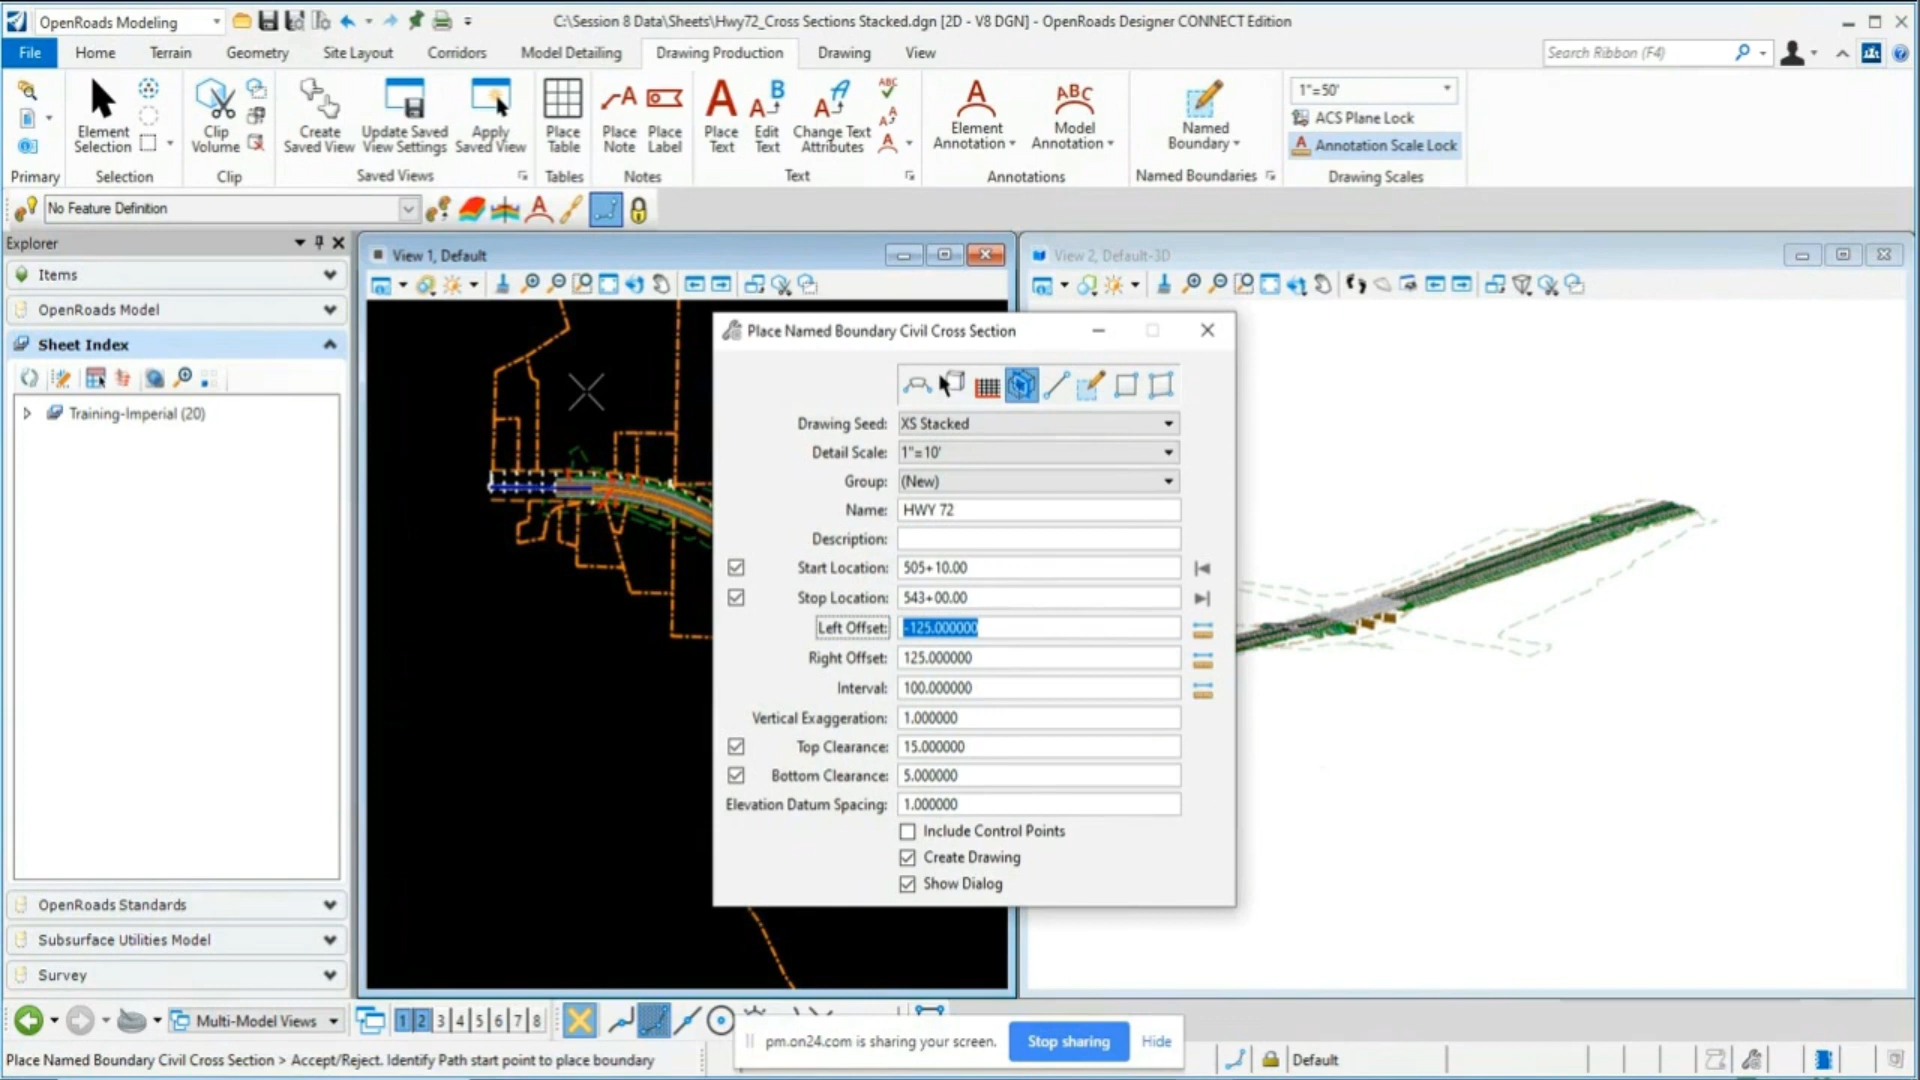 OpenRoads Modeling
C:\Session 8 Data\Sheets\Hwy72_Cross Sections Stacked.dgn [2D - V8 DGN] - OpenRoads Designer CONNECT Edition
File Home Terrain Geometry Site Layout Corridors Model Detailing Drawing Production Drawing View
Search Ribbon (F4)
Element Selection
Clip Volume
Create Saved View
Update Saved View Settings
Apply Saved View
Place Table
Place Note
Place Label
Place Text
Edit Text
Change Text Attributes
Element Annotation
Model Annotation
Named Boundary
1"=50'
ACS Plane Lock
Annotation Scale Lock
Primary Selection Clip Saved Views Tables Notes Text Annotations Named Boundaries Drawing Scales
No Feature Definition
Explorer
Items
OpenRoads Model
Sheet Index
Training-Imperial (20)
OpenRoads Standards
Subsurface Utilities Model
Survey
View 1, Default
View 2, Default-3D
Place Named Boundary Civil Cross Section
Drawing Seed: XS Stacked
Detail Scale: 1"=10'
Group: (New)
Name: HWY 72
Description:
Start Location: 505+10.00
Stop Location: 543+00.00
Left Offset: -125.000000
Right Offset: 125.000000
Interval: 100.000000
Vertical Exaggeration: 1.000000
Top Clearance: 15.000000
Bottom Clearance: 5.000000
Elevation Datum Spacing: 1.000000
Include Control Points
Create Drawing
Show Dialog
Multi-Model Views
1 2 3 4 5 6 7 8
pm.on24.com is sharing your screen. Stop sharing Hide
Place Named Boundary Civil Cross Section > Accept/Reject. Identify Path start point to place boundary
Default